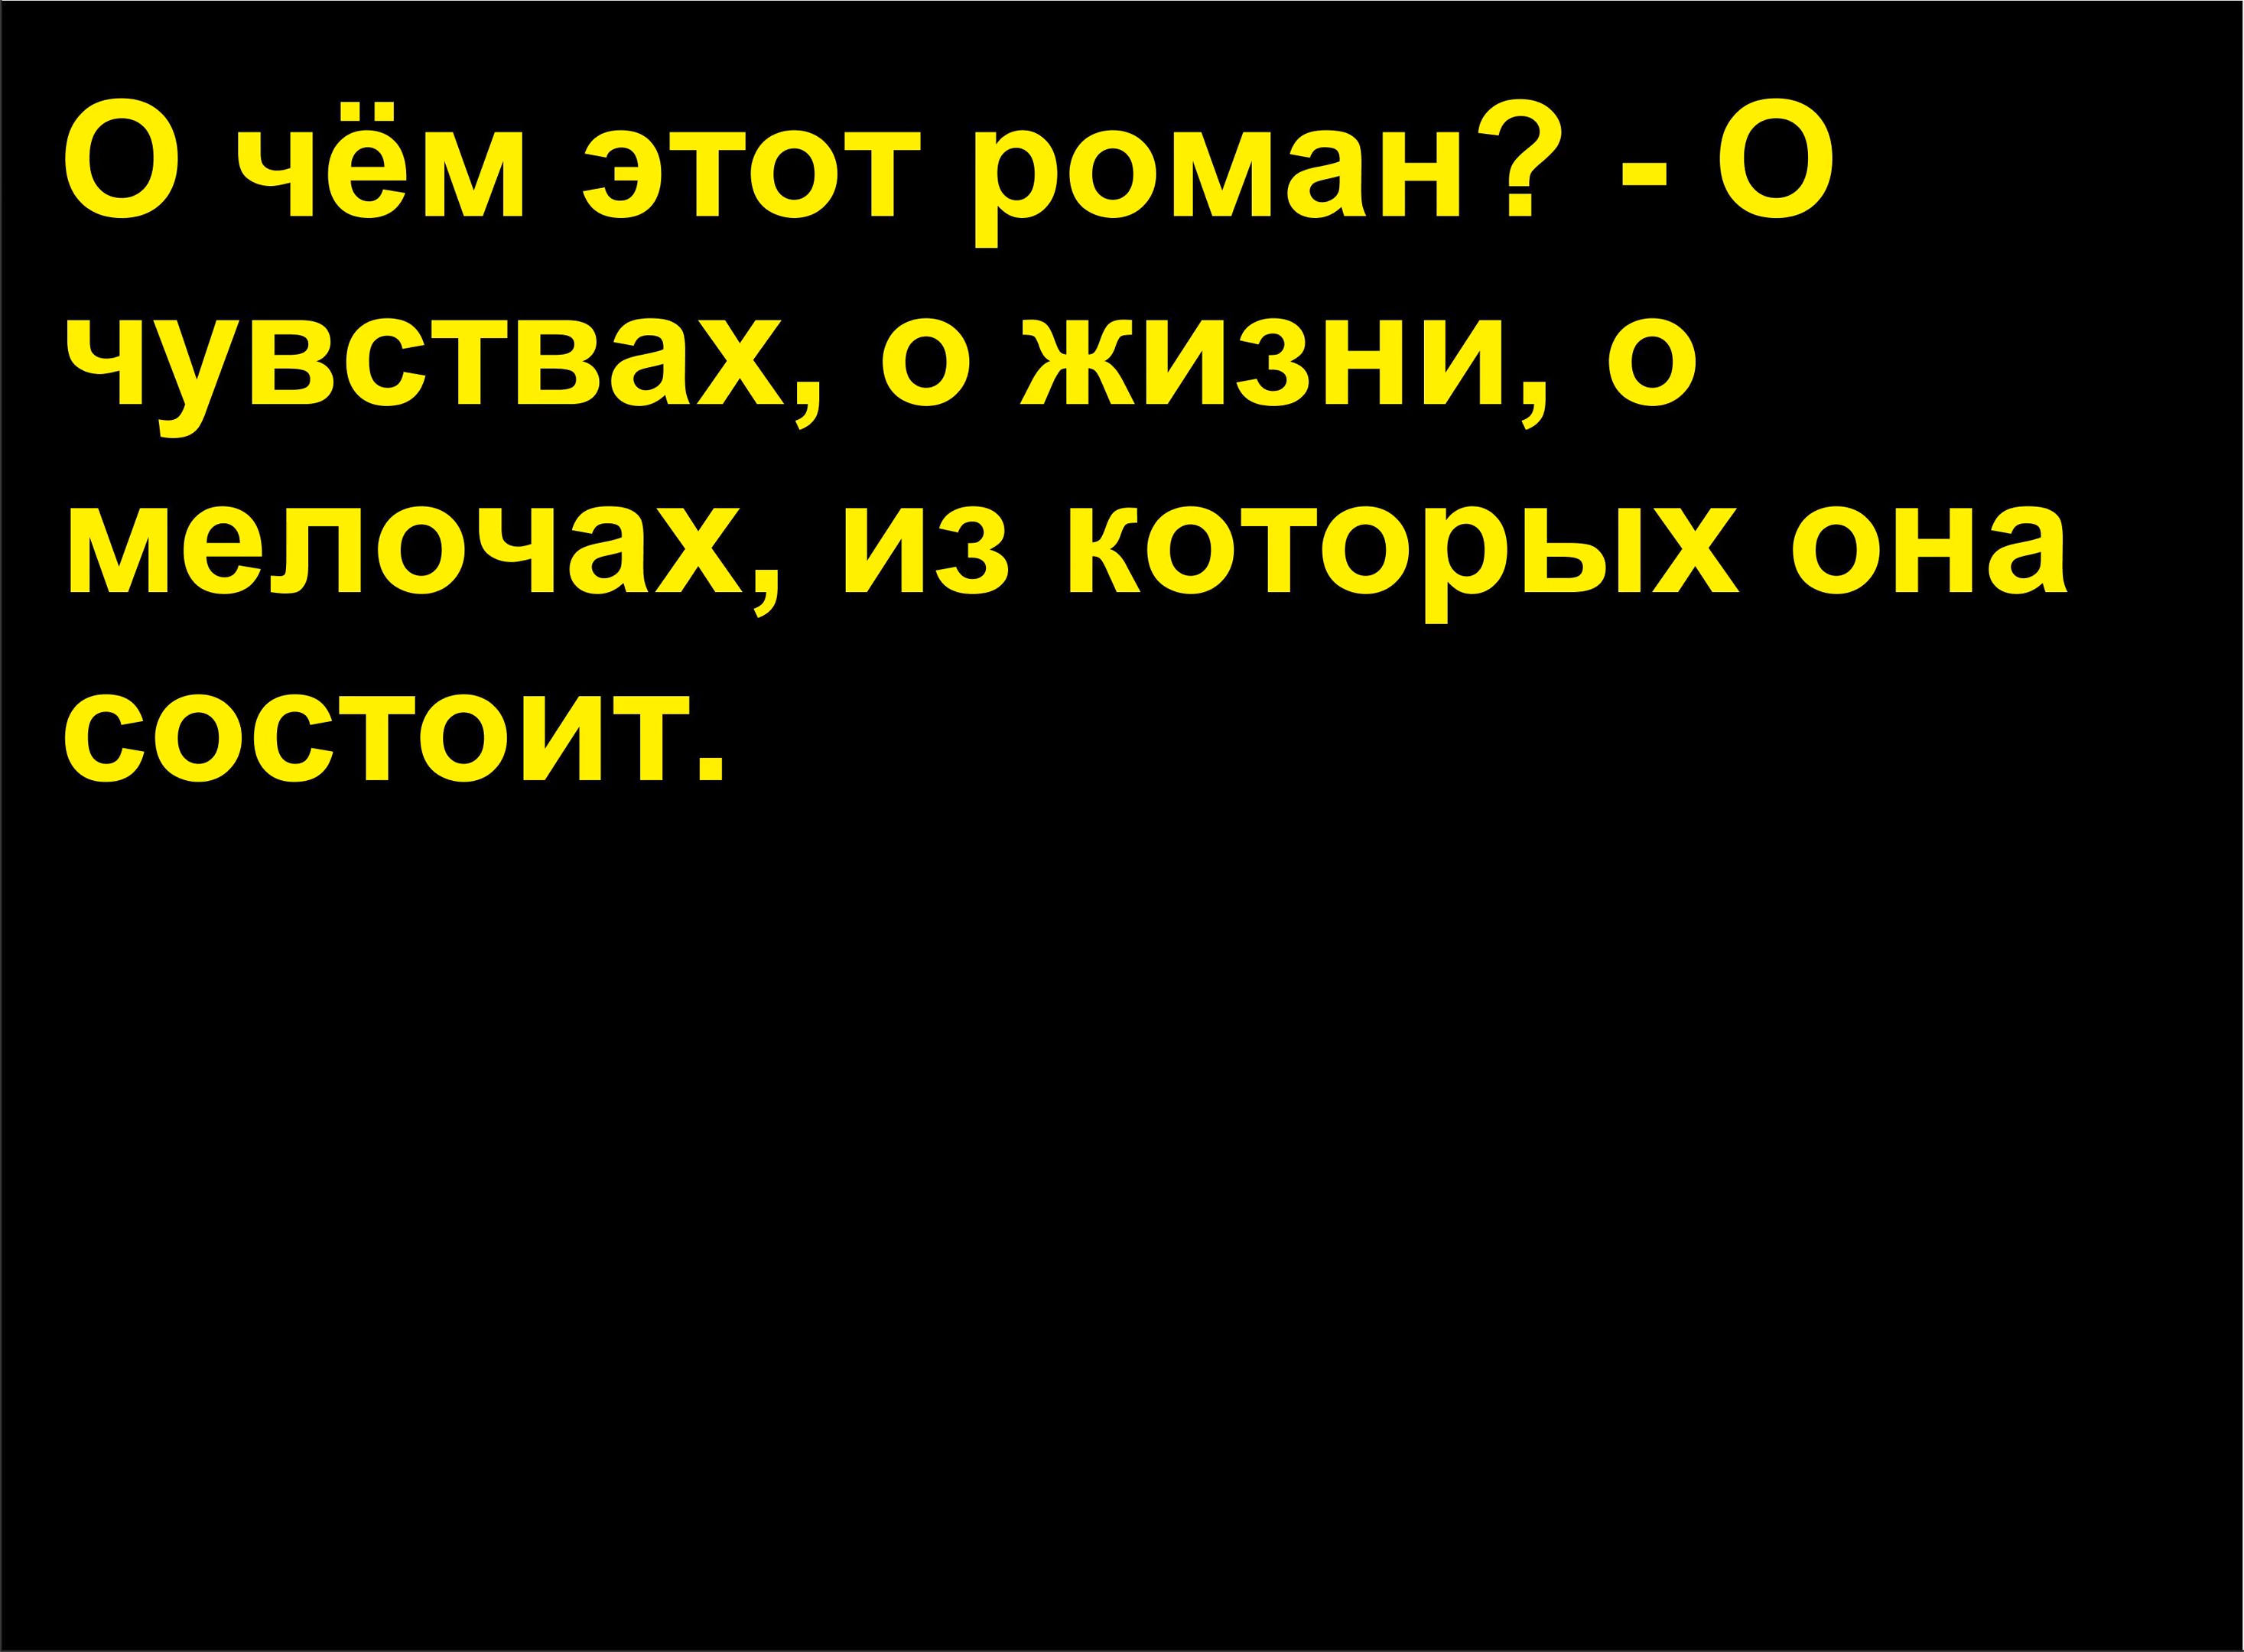 О чём этот роман? - О
чувствах, о жизни, о
мелочах, из которых она
состоит.